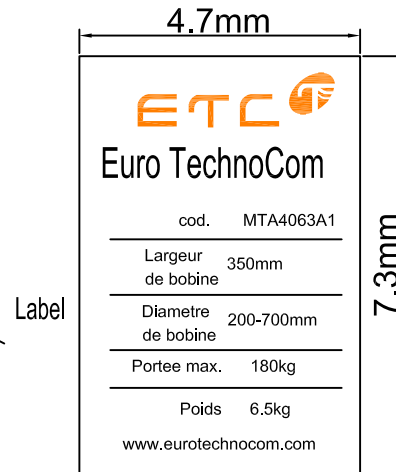 4.7mm
ETC
Euro TechnoCom
cod. MTA4063A1
Largeur
de bobine 350mm
Diametre
de bobine 200-700mm
Portee max. 180kg
Poids 6.5kg
www.eurotechnocom.com
Label
7.3mm